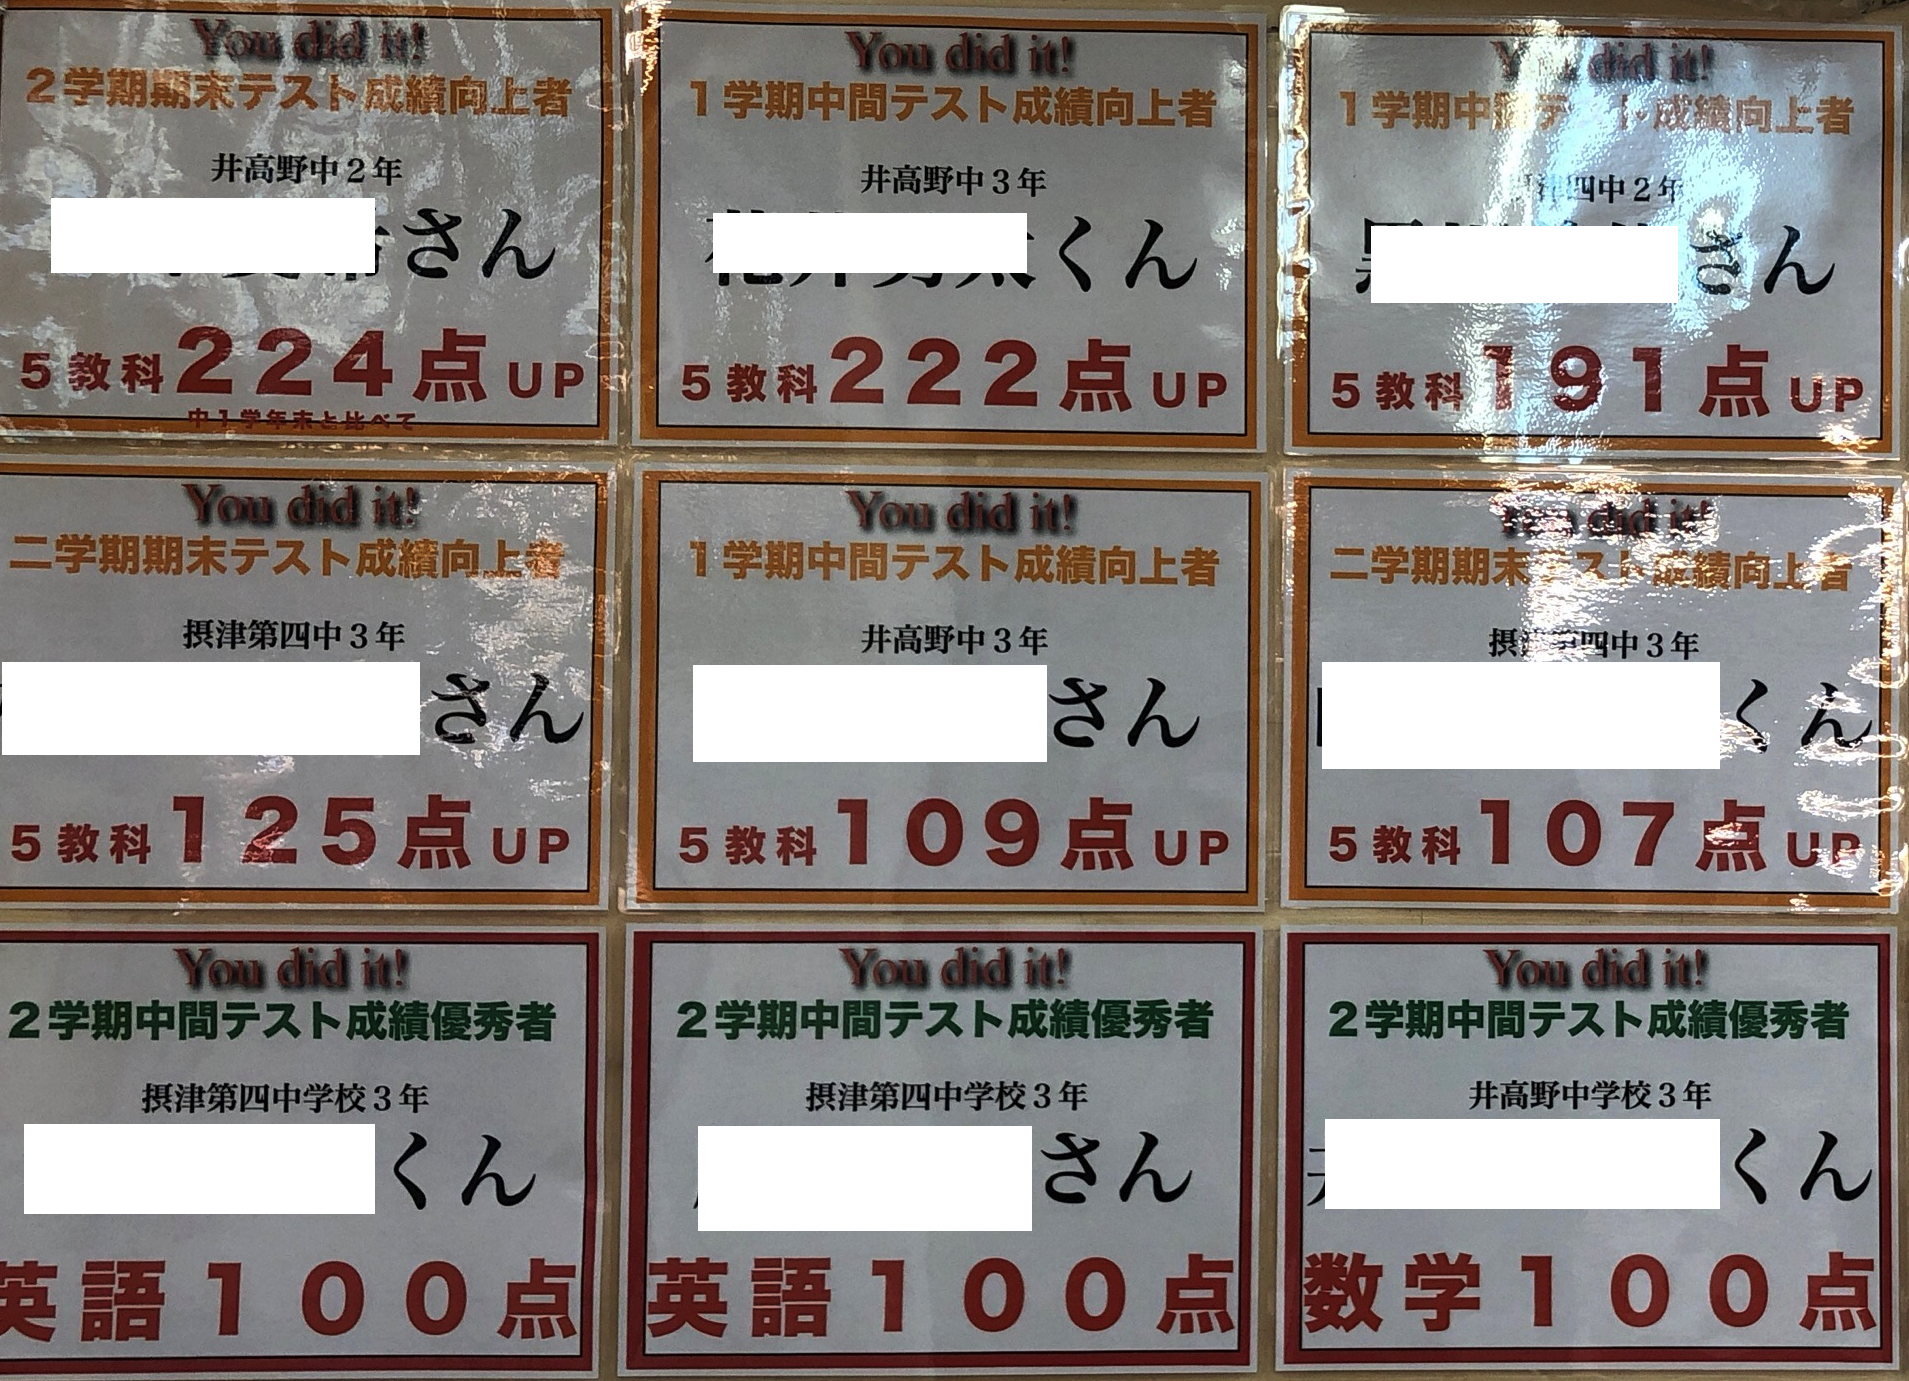 You did it!
２学期期末テスト成績向上者
井高野中２年
さん
５教科２２４点UP
中１学年末と比べて
You did it!
１学期中間テスト成績向上者
井高野中３年
くん
５教科２２２点UP
You did it!
１学期中間テ ト成績向上者
津四中２年
さん
５教科１９１点UP
You did it!
二学期期末テスト成績向上者
摂津第四中３年
さん
５教科１２５点UP
You did it!
１学期中間テスト成績向上者
井高野中３年
さん
５教科１０９点UP
You did it!
二学期期末テスト成績向上者
摂津第四中３年
くん
５教科１０７点UP
You did it!
２学期中間テスト成績優秀者
摂津第四中学校３年
くん
英語１００点
You did it!
２学期中間テスト成績優秀者
摂津第四中学校３年
さん
英語１００点
You did it!
２学期中間テスト成績優秀者
井高野中学校３年
くん
数学１００点